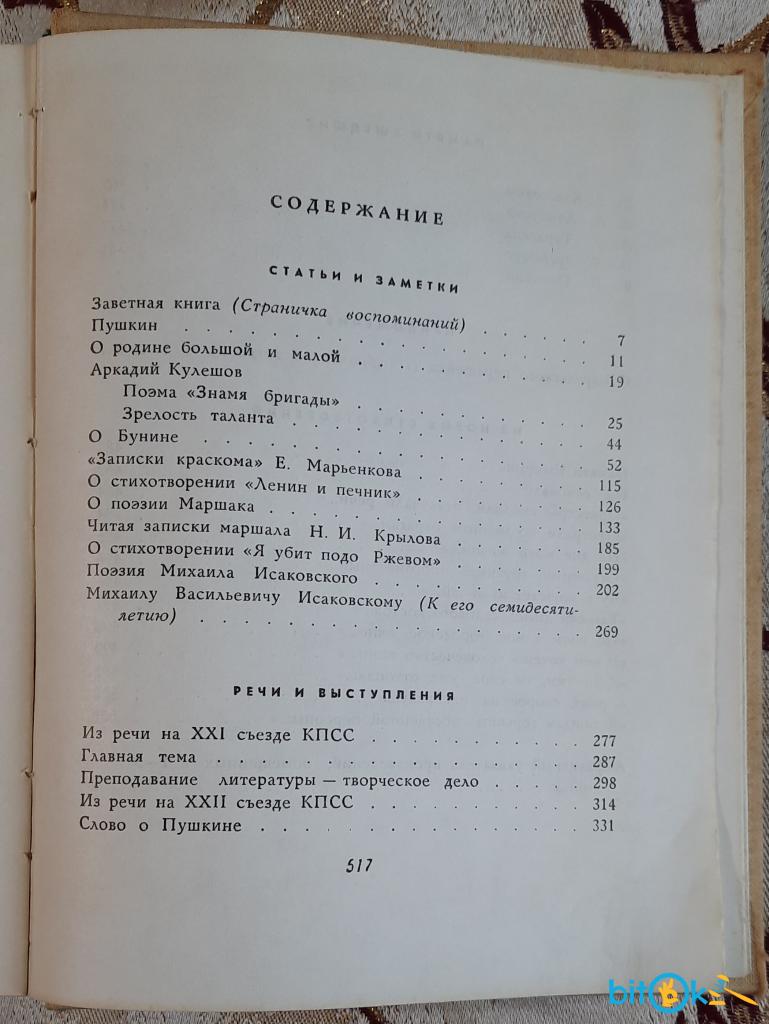 СОДЕРЖАНИЕ
СТАТЬИ И ЗАМЕТКИ
Заветная книга (Страничка воспоминаний) . . . . . 7
Пушкин . . . . . . . . . . . . . . 11
О родине большой и малой . . . . . . . . . 19
Аркадий Кулешов
Поэма «Знамя бригады» . . . . . . . . . 25
Зрелость таланта . . . . . . . . . . . 44
О Бунине . . . . . . . . . . . . . . 52
«Записки краскома» Е. Марьенкова . . . . . . . 115
О стихотворении «Ленин и печник» . . . . . . . 126
О поэзии Маршака . . . . . . . . . . . 133
Читая записки маршала Н. И. Крылова . . . . . . 185
О стихотворении «Я убит подо Ржевом» . . . . . . 199
Поэзия Михаила Исаковского . . . . . . . . 202
Михаилу Васильевичу Исаковскому (К его семидесяти-
летию) . . . . . . . . . . . . . . 269
РЕЧИ И ВЫСТУПЛЕНИЯ
Из речи на XXI съезде КПСС . . . . . . . . 277
Главная тема . . . . . . . . . . . . . 287
Преподавание литературы — творческое дело . . . . 298
Из речи на XXII съезде КПСС . . . . . . . . 314
Слово о Пушкине . . . . . . . . . . . 331
517
bitok